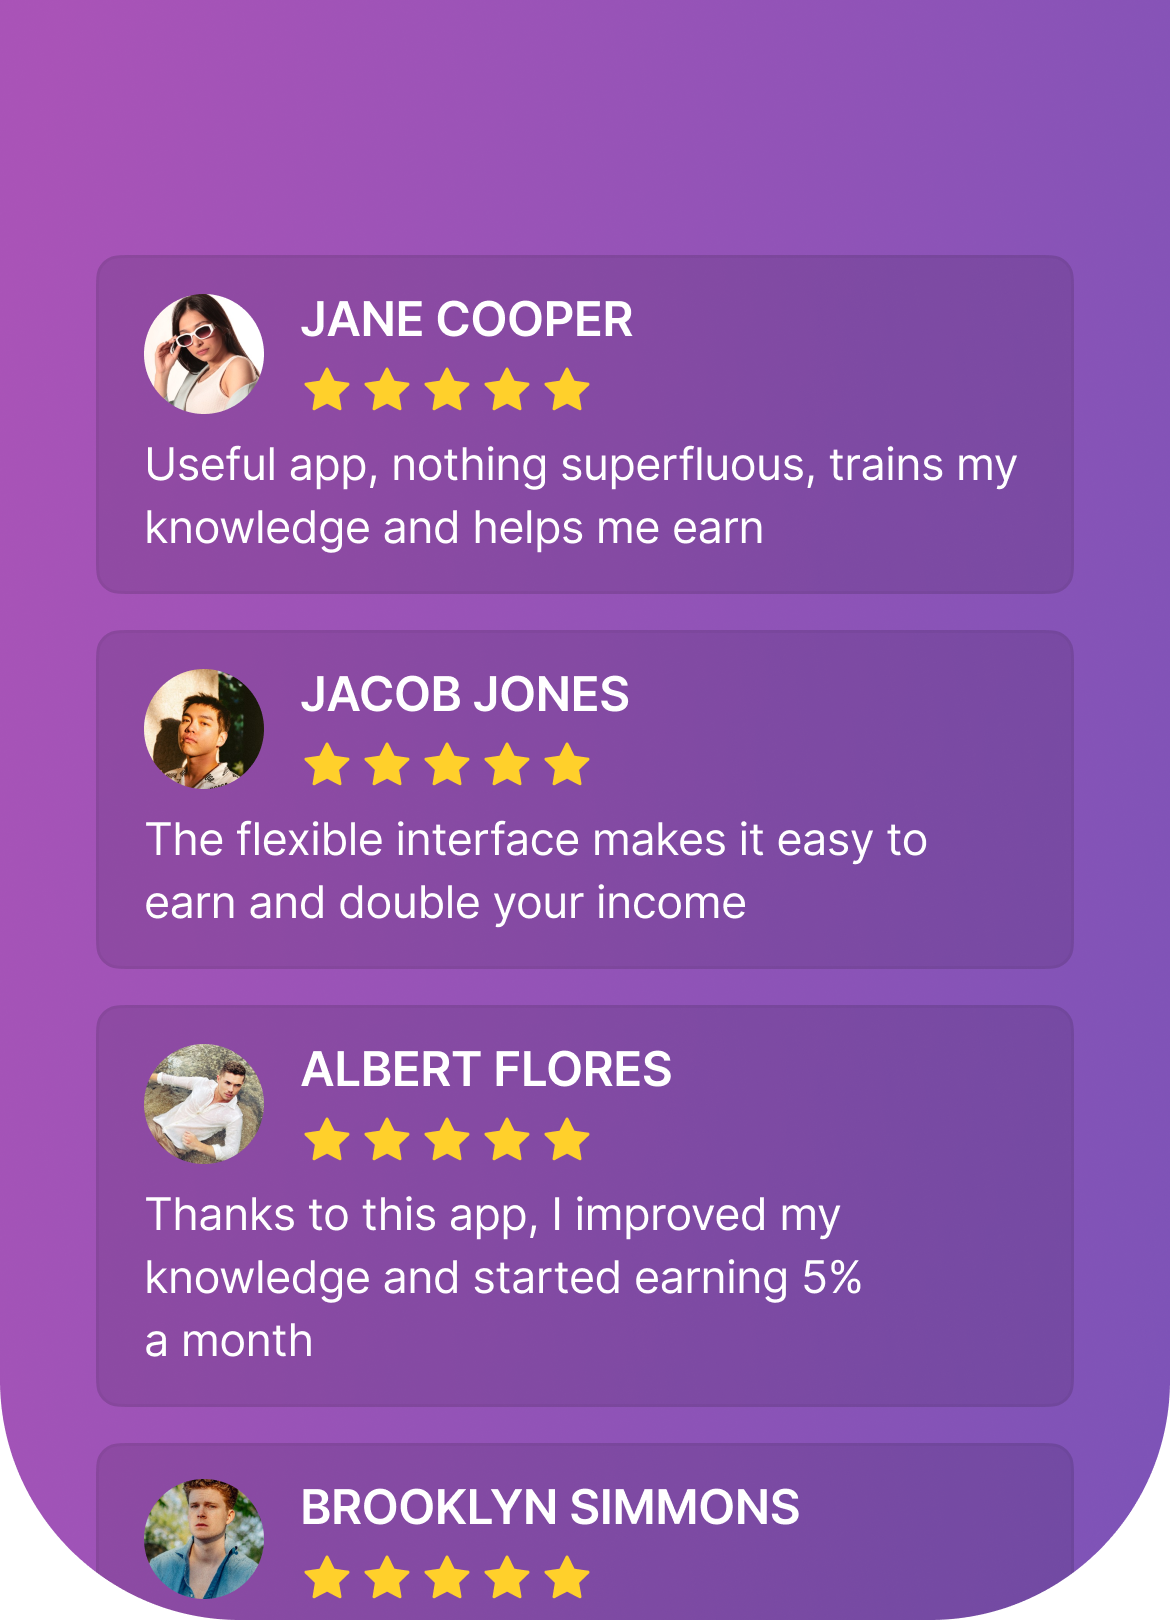 JANE COOPER
Useful app, nothing superfluous, trains my
knowledge and helps me earn
JACOB JONES
The flexible interface makes it easy to
earn and double your income
ALBERT FLORES
Thanks to this app, I improved my
knowledge and started earning 5%
a month
BROOKLYN SIMMONS